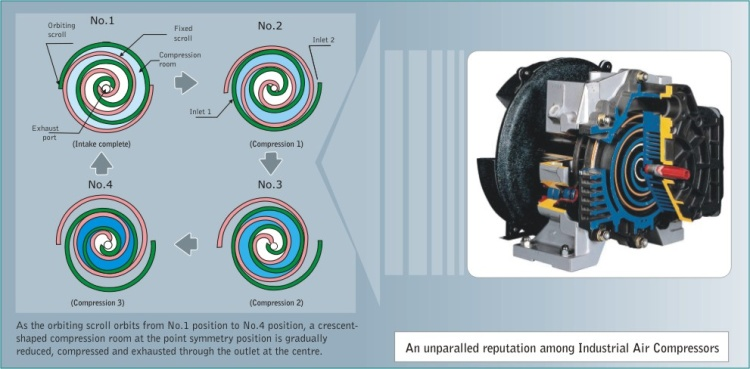 No.1
Orbiting
scroll
Fixed
scroll
Compression
room
Exhaust
port
(Intake complete)
No.2
Inlet 2
Inlet 1
(Compression 1)
No.4
(Compression 3)
No.3
(Compression 2)
As the orbiting scroll orbits from No.1 position to No.4 position, a crescent-
shaped compression room at the point symmetry position is gradually
reduced, compressed and exhausted through the outlet at the centre.
An unparalled reputation among Industrial Air Compressors